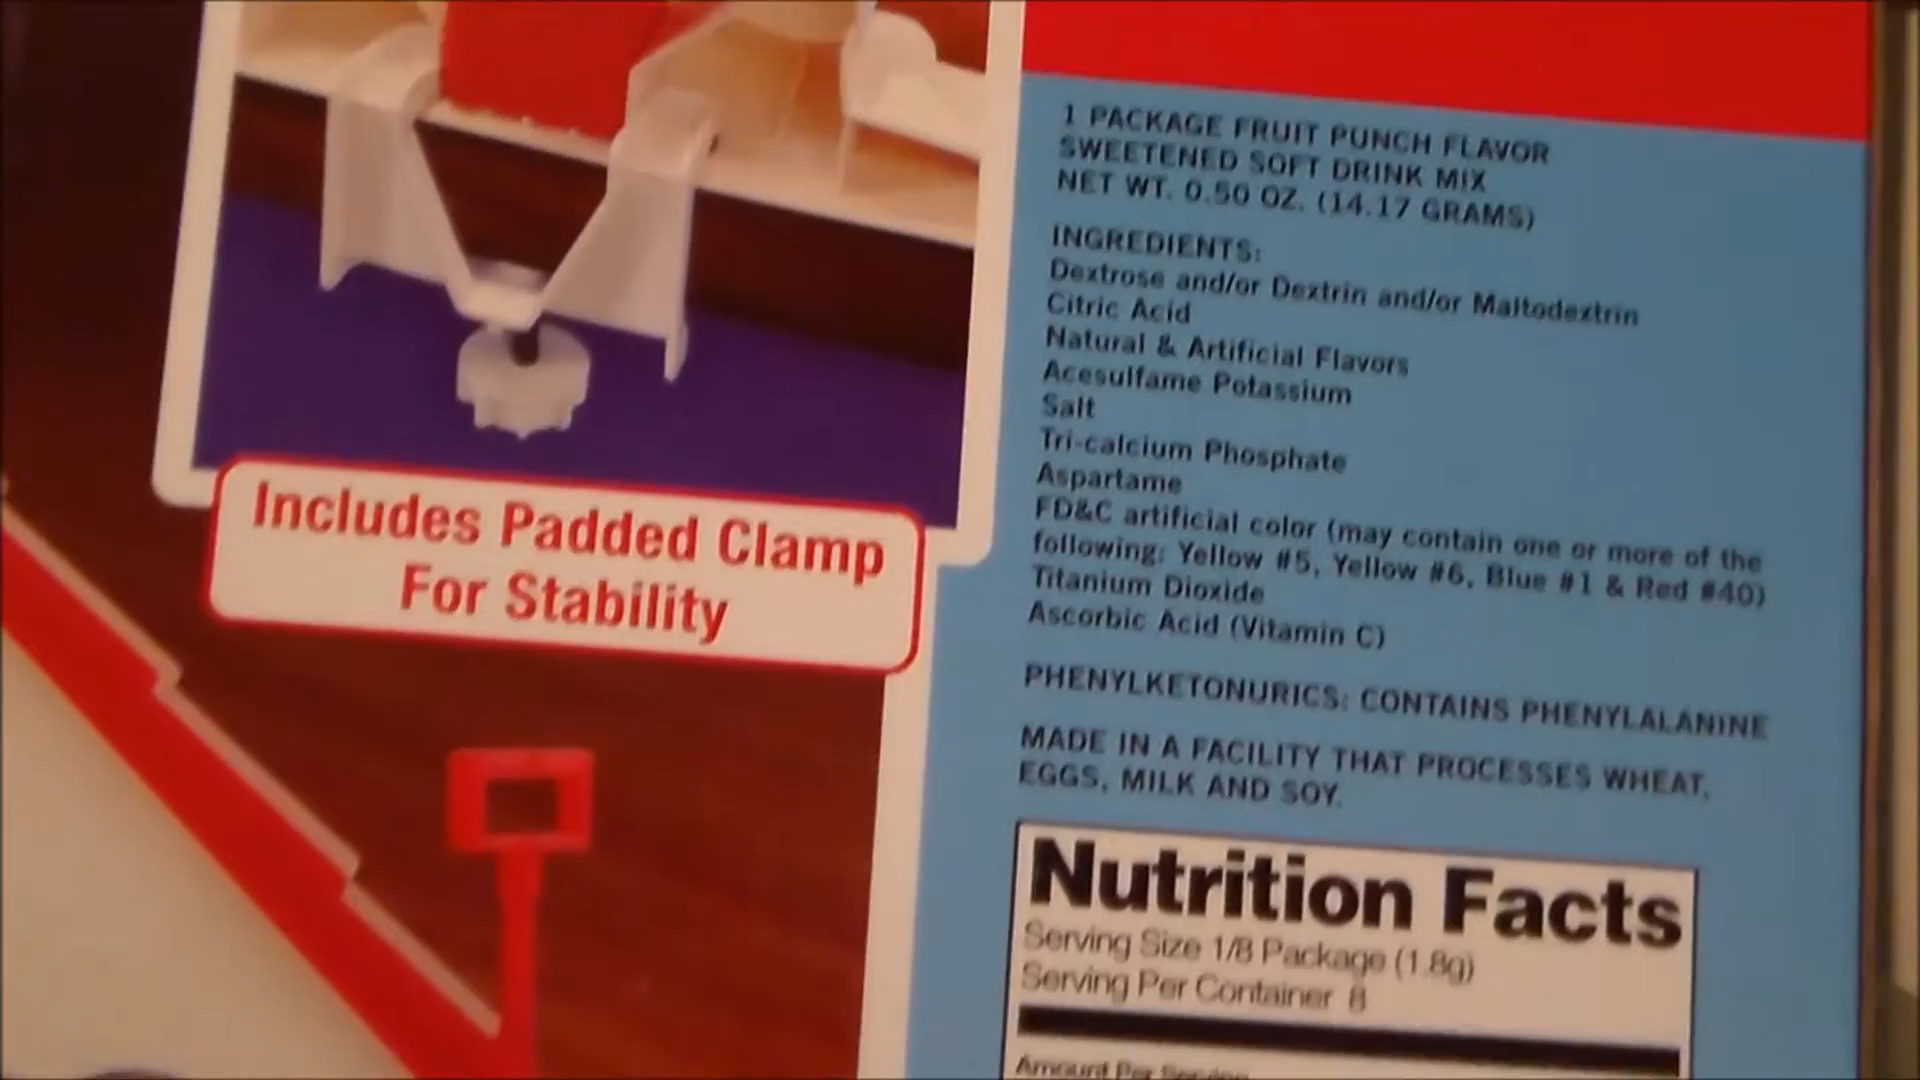 Includes Padded Clamp
For Stability
1 PACKAGE FRUIT PUNCH FLAVOR
SWEETENED SOFT DRINK MIX
NET WT. 0.50 OZ. (14.17 GRAMS)
INGREDIENTS:
Dextrose and/or Dextrin and/or Maltodextrin
Citric Acid
Natural & Artificial Flavors
Acesulfame Potassium
Salt
Tri-calcium Phosphate
Aspartame
FD&C artificial color (may contain one or more of the
following: Yellow #5, Yellow #6, Blue #1 & Red #40)
Titanium Dioxide
Ascorbic Acid (Vitamin C)
PHENYLKETONURICS: CONTAINS PHENYLALANINE
MADE IN A FACILITY THAT PROCESSES WHEAT,
EGGS, MILK AND SOY.
Nutrition Facts
Serving Size 1/8 Package (1.8g)
Serving Per Container 8
Amount Per Serving